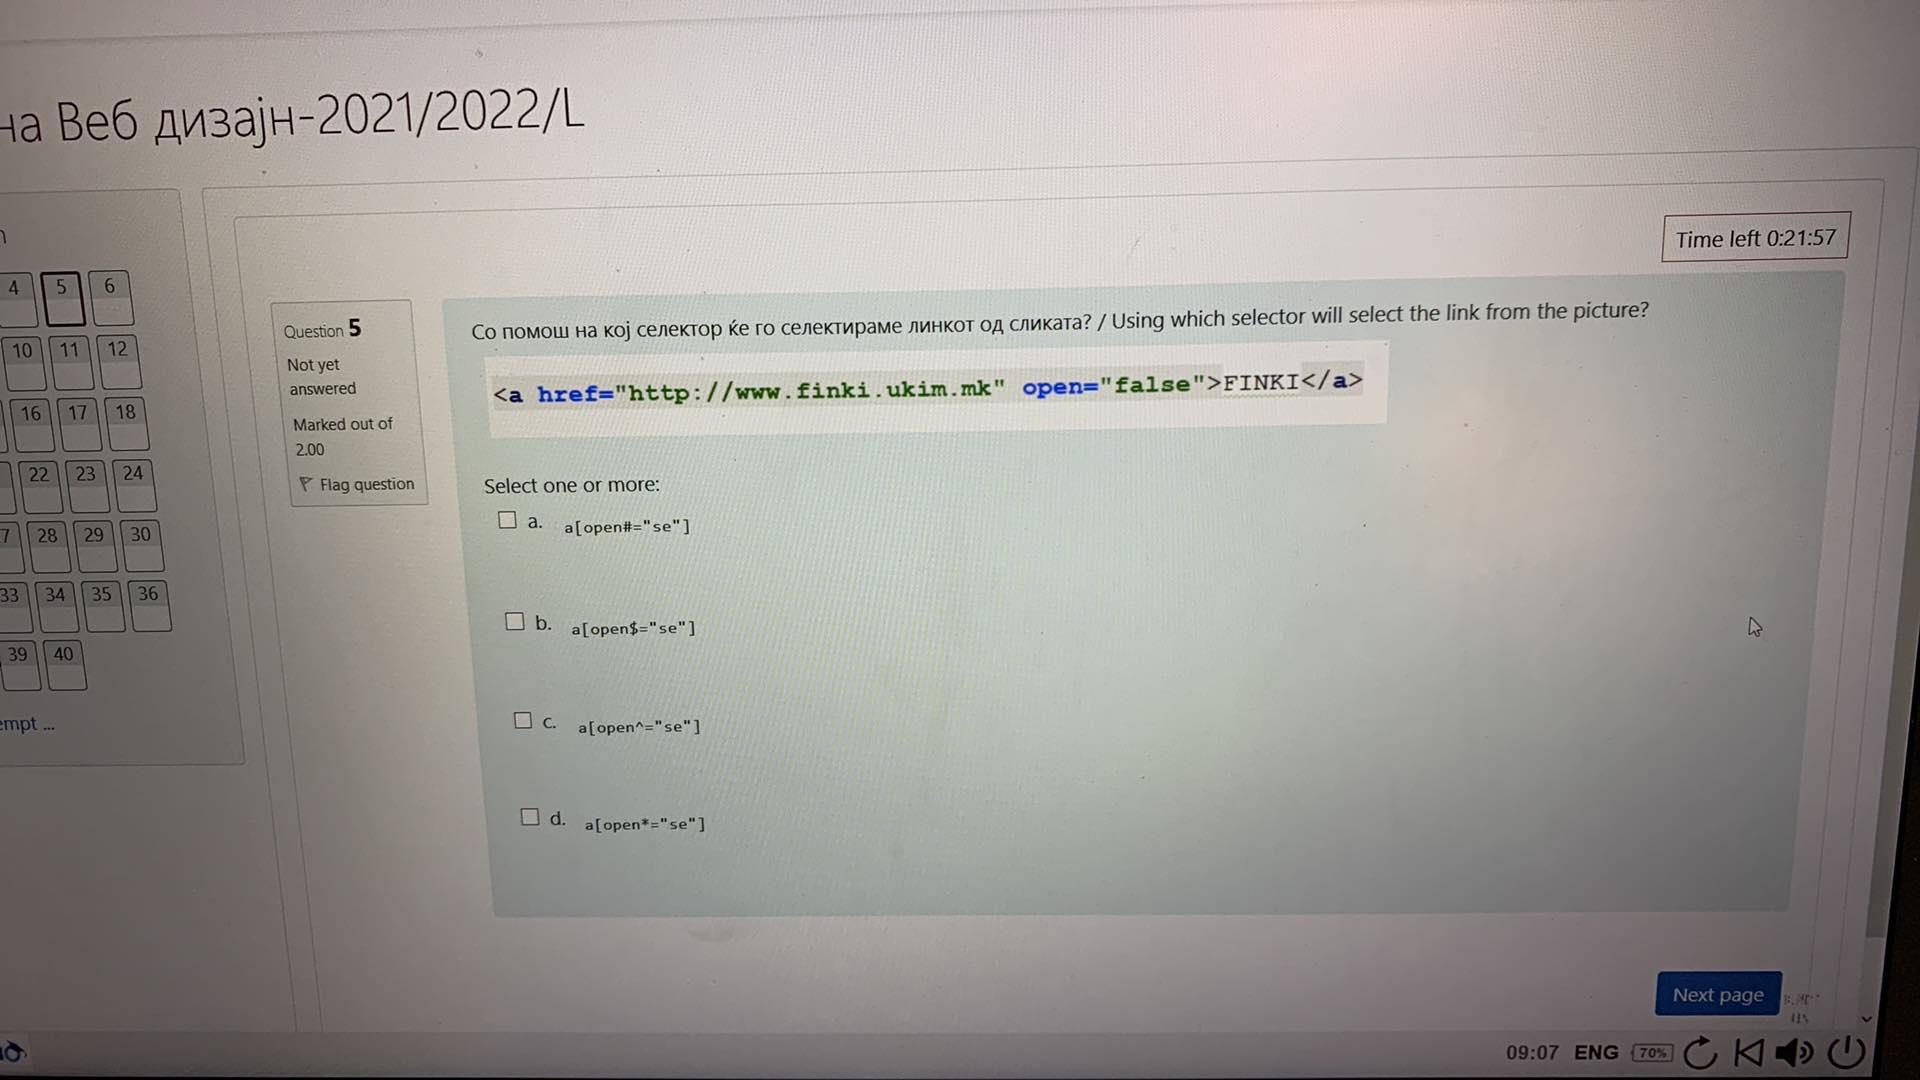 на Веб дизајн-2021/2022/L
Time left 0:21:57
4 5 6
10 11 12
16 17 18
22 23 24
7 28 29 30
33 34 35 36
39 40
empt ...
Question 5
Not yet
answered
Marked out of
2.00
Flag question
Со помош на кој селектор ќе го селектираме линкот од сликата? / Using which selector will select the link from the picture?
<a href="http://www.finki.ukim.mk" open="false">FINKI</a>
Select one or more:
a. a[open#="se"]
b. a[open$="se"]
c. a[open^="se"]
d. a[open*="se"]
Next page
09:07 ENG 70%